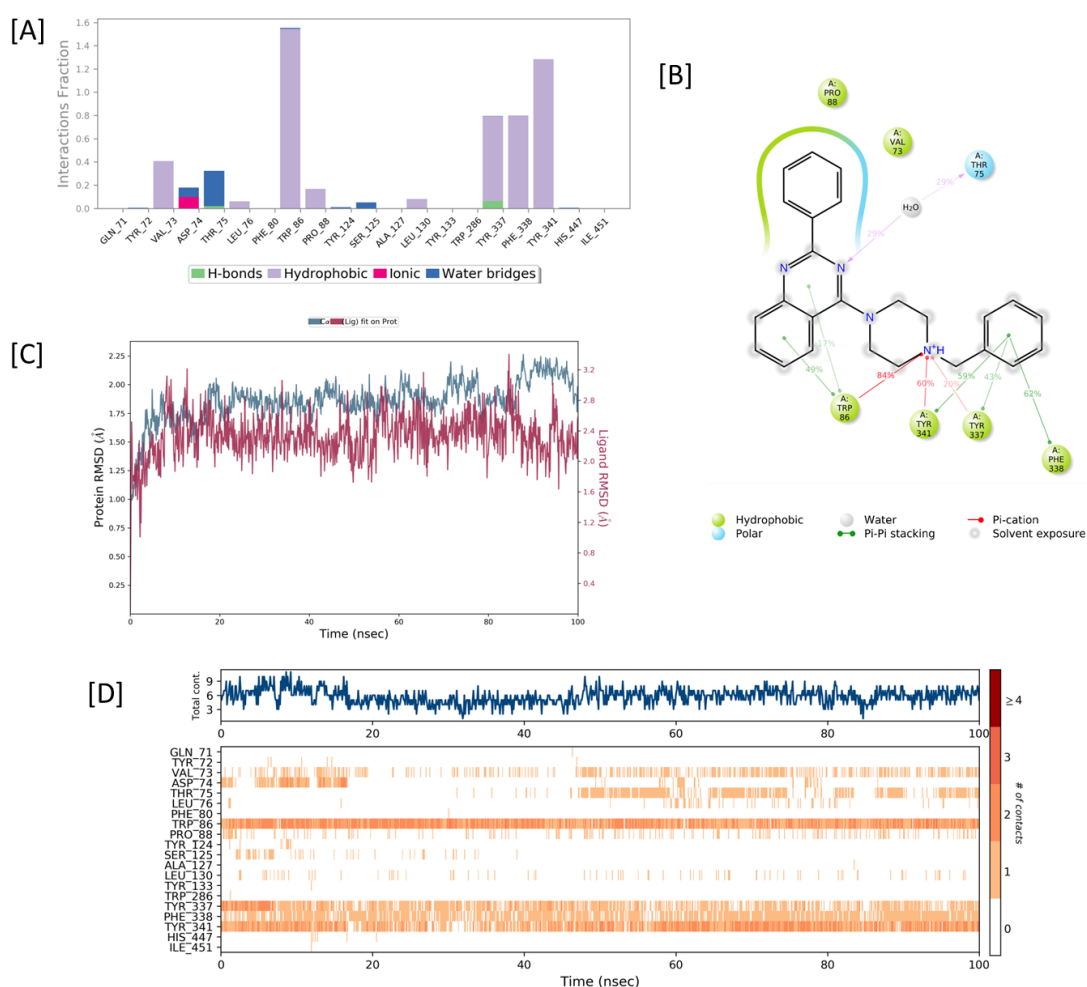 [A]
Interactions Fraction
1.6
1.4
1.2
1.0
0.8
0.6
0.4
0.2
0.0
GLN_71
TYR_72
VAL_73
ASP_74
THR_75
LEU_76
PHE_80
TRP_86
PRO_88
TYR_124
SER_125
ALA_127
LEU_130
TYR_133
TRP_286
TYR_337
PHE_338
TYR_341
HIS_447
ILE_451
H-bonds Hydrophobic Ionic Water bridges
[B]
A:
PRO
88
A:
VAL
73
A:
THR
75
29%
H₂O
29%
N
N
N
N⁺H
17%
49%
84%
60%
20%
59%
43%
62%
A:
TRP
86
A:
TYR
341
A:
TYR
337
A:
PHE
338
Hydrophobic Water Pi-cation
Polar Pi-Pi stacking Solvent exposure
[C]
(Lig) fit on Prot
Protein RMSD (Å)
2.25
2.00
1.75
1.50
1.25
1.00
0.75
0.50
0.25
3.2
2.8
2.4
2.0
1.6
1.2
0.8
0.4
Ligand RMSD (Å)
0 20 40 60 80 100
Time (nsec)
[D]
Total cont.
9
6
3
0 20 40 60 80 100
GLN_71
TYR_72
VAL_73
ASP_74
THR_75
LEU_76
PHE_80
TRP_86
PRO_88
TYR_124
SER_125
ALA_127
LEU_130
TYR_133
TRP_286
TYR_337
PHE_338
TYR_341
HIS_447
ILE_451
0 20 40 60 80 100
Time (nsec)
≥4
3
2
1
0
# of contacts